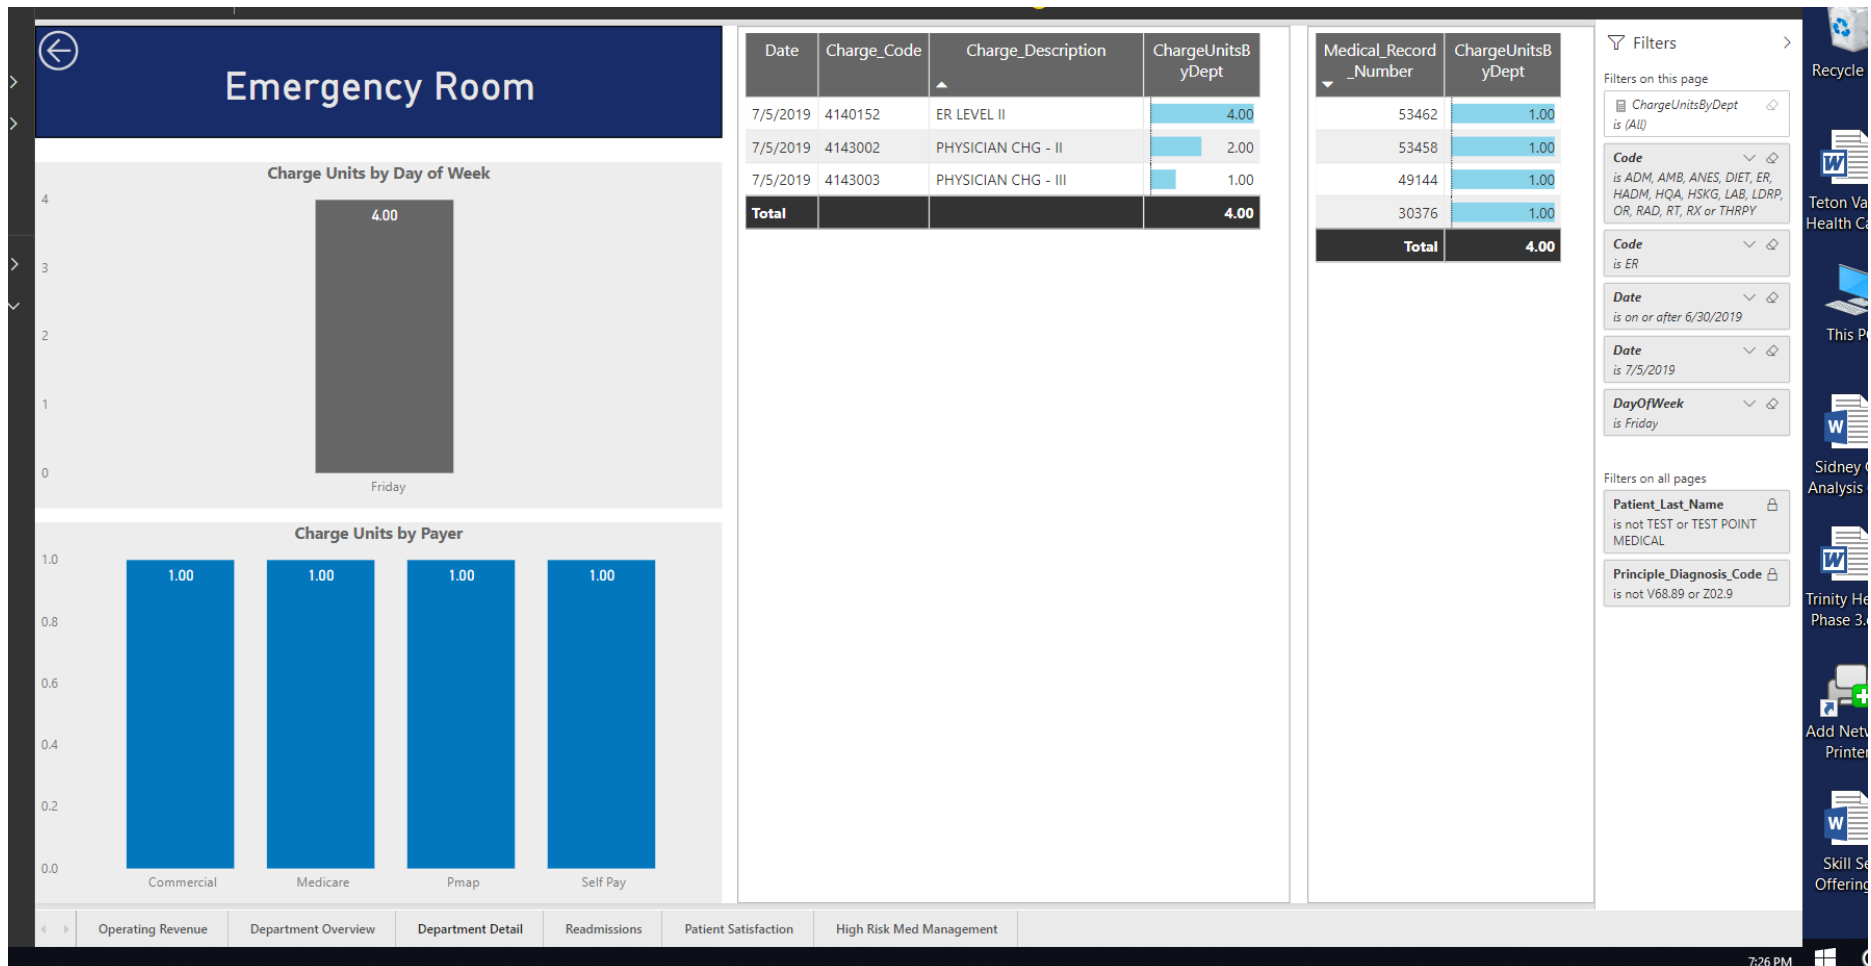 Emergency Room
Charge Units by Day of Week
4
3
2
1
0
4.00
Friday
Charge Units by Payer
1.0
0.8
0.6
0.4
0.2
0.0
1.00 1.00 1.00 1.00
Commercial Medicare Pmap Self Pay
Date Charge_Code Charge_Description ChargeUnitsB
yDept
7/5/2019 4140152 ER LEVEL II 4.00
7/5/2019 4143002 PHYSICIAN CHG - II 2.00
7/5/2019 4143003 PHYSICIAN CHG - III 1.00
Total 4.00
Medical_Record ChargeUnitsB
_Number yDept
53462 1.00
53458 1.00
49144 1.00
30376 1.00
Total 4.00
Filters
Filters on this page
ChargeUnitsByDept
is (All)
Code
is ADM, AMB, ANES, DIET, ER,
HADM, HQA, HSKG, LAB, LDRP,
OR, RAD, RT, RX or THRPY
Code
is ER
Date
is on or after 6/30/2019
Date
is 7/5/2019
DayOfWeek
is Friday
Filters on all pages
Patient_Last_Name
is not TEST or TEST POINT
MEDICAL
Principle_Diagnosis_Code
is not V68.89 or Z02.9
Operating Revenue Department Overview Department Detail Readmissions Patient Satisfaction High Risk Med Management
Recycle
Teton Va
Health Ca
This P
Sidney
Analysis
Trinity He
Phase 3.
Add Netw
Printer
Skill Se
Offering
7:26 PM